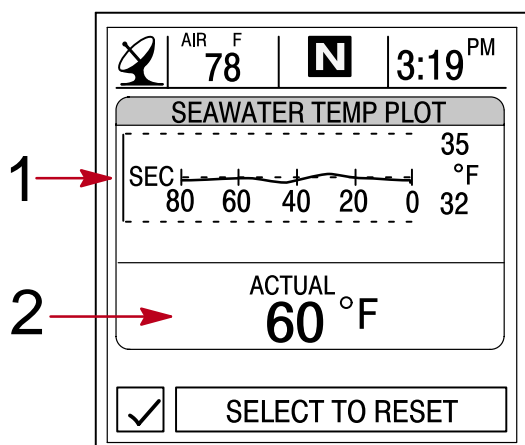 AIR F
78
N
3:19 PM
SEAWATER TEMP PLOT
35
1
SEC
°F
80 60 40 20 0
32
2
ACTUAL
60 °F
SELECT TO RESET